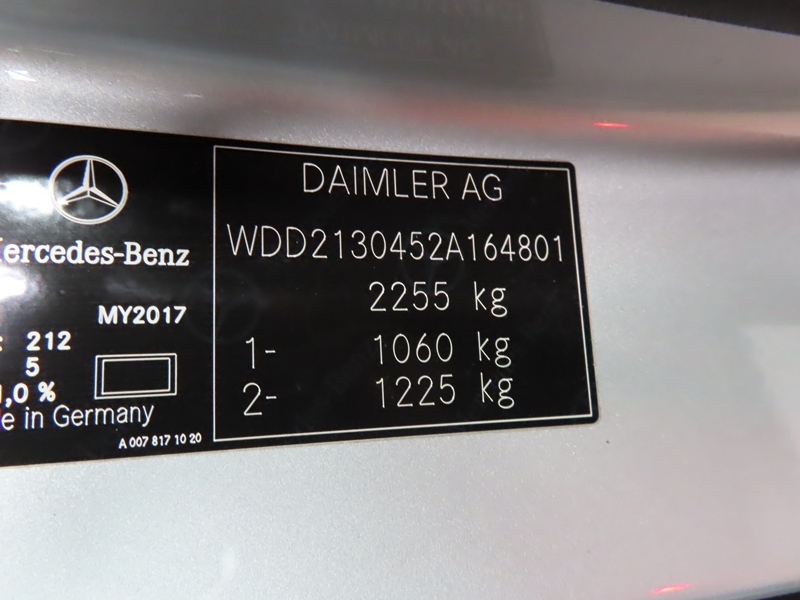 Mercedes-Benz
MY2017
: 212
5
,0 %
e in Germany
A 007 817 10 20
DAIMLER AG
WDD2130452A164801
2255 kg
1- 1060 kg
2- 1225 kg